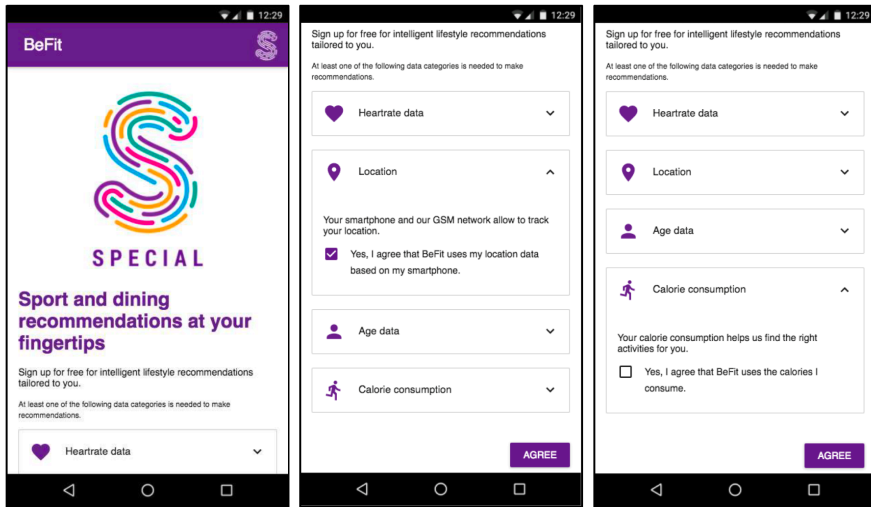 12:29
BeFit
SPECIAL
Sport and dining
recommendations at your
fingertips
Sign up for free for intelligent lifestyle recommendations
tailored to you.
At least one of the following data categories is needed to make
recommendations.
Heartrate data
12:29
Sign up for free for intelligent lifestyle recommendations
tailored to you.
At least one of the following data categories is needed to make
recommendations.
Heartrate data
Location
Your smartphone and our GSM network allow to track
your location.
Yes, I agree that BeFit uses my location data
based on my smartphone.
Age data
Calorie consumption
AGREE
12:29
Sign up for free for intelligent lifestyle recommendations
tailored to you.
At least one of the following data categories is needed to make
recommendations.
Heartrate data
Location
Age data
Calorie consumption
Your calorie consumption helps us find the right
activities for you.
Yes, I agree that BeFit uses the calories I
consume.
AGREE